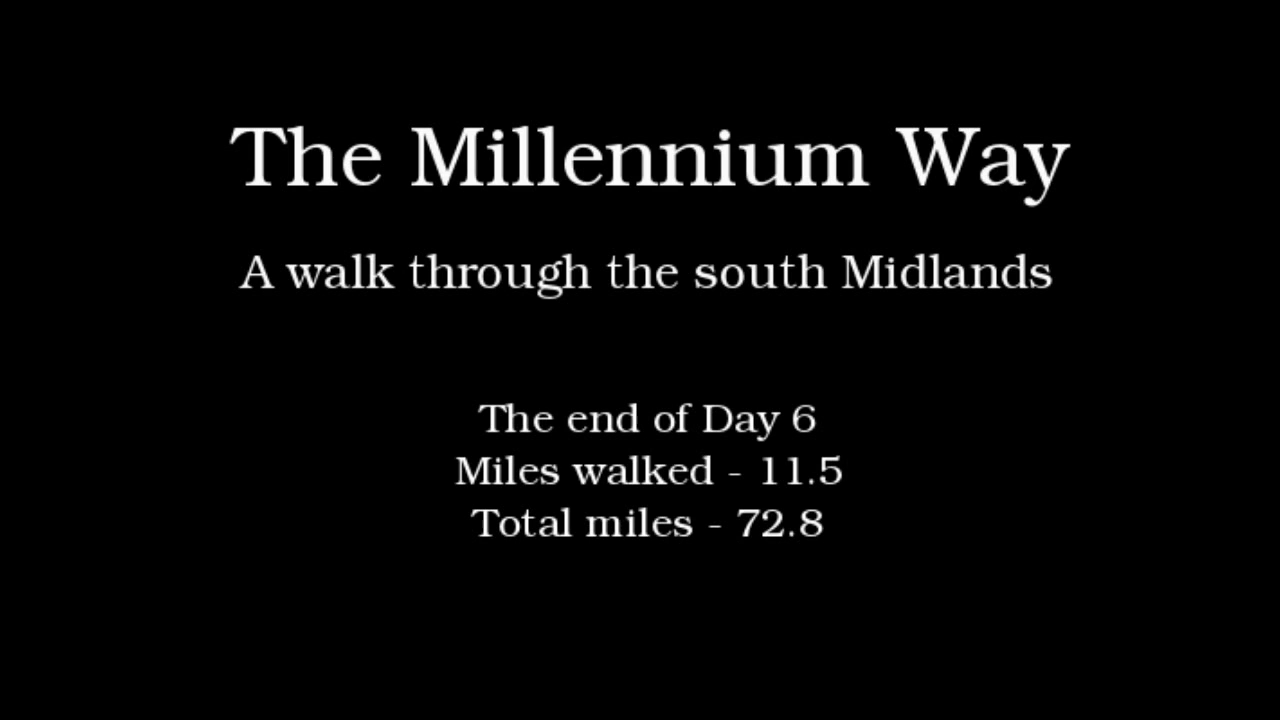 The Millennium Way
A walk through the south Midlands
The end of Day 6
Miles walked - 11.5
Total miles - 72.8